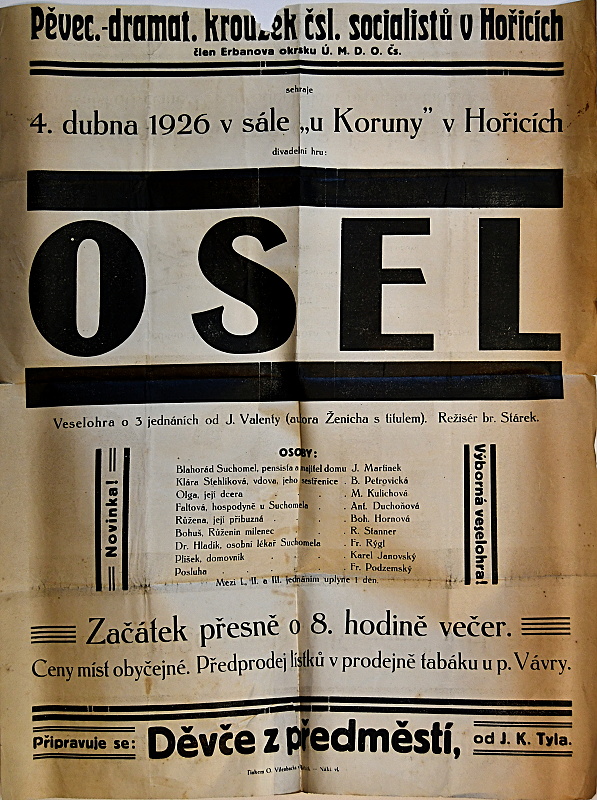 Pěvec.-dramat. kroužek čsl. socialistů v Hořicích
člen Erbanova okrsku Ú. M. D. O. Čs.
sehraje
4. dubna 1926 v sále „u Koruny” v Hořicích
divadelní hru:
OSEL
Veselohra o 3 jednáních od J. Valenty (autora Ženicha s titulem). Režisér br. Stárek.
Novinka!
OSOBY:
Blahorád Suchomel, pensista a majitel domu J. Martinek
Klára Stehlíková, vdova, jeho sestřenice . B. Petrovická
Olga, její dcera . . . . M. Kulichová
Faltová, hospodyně u Suchomela . . Ant. Duchoňová
Růžena, její příbuzná . . . . Boh. Hornová
Bohuš, Růženin milenec . . . R. Stanner
Dr. Hladík, osobní lékař Suchomela . Fr. Rýgl
Plíšek, domovník . . . . Karel Janovský
Posluha . . . . . Fr. Podzemský
Mezi I., II. a III. jednáním uplyne 1 den.
Výborná veselohra!
Začátek přesně o 8. hodině večer.
Ceny míst obyčejné. Předprodej lístků v prodejně tabáku u p. Vávry.
Připravuje se: Děvče z předměstí, od J. K. Tyla.
Tiskem O.